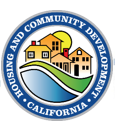 HOUSING AND COMMUNITY DEVELOPMENT
• CALIFORNIA •